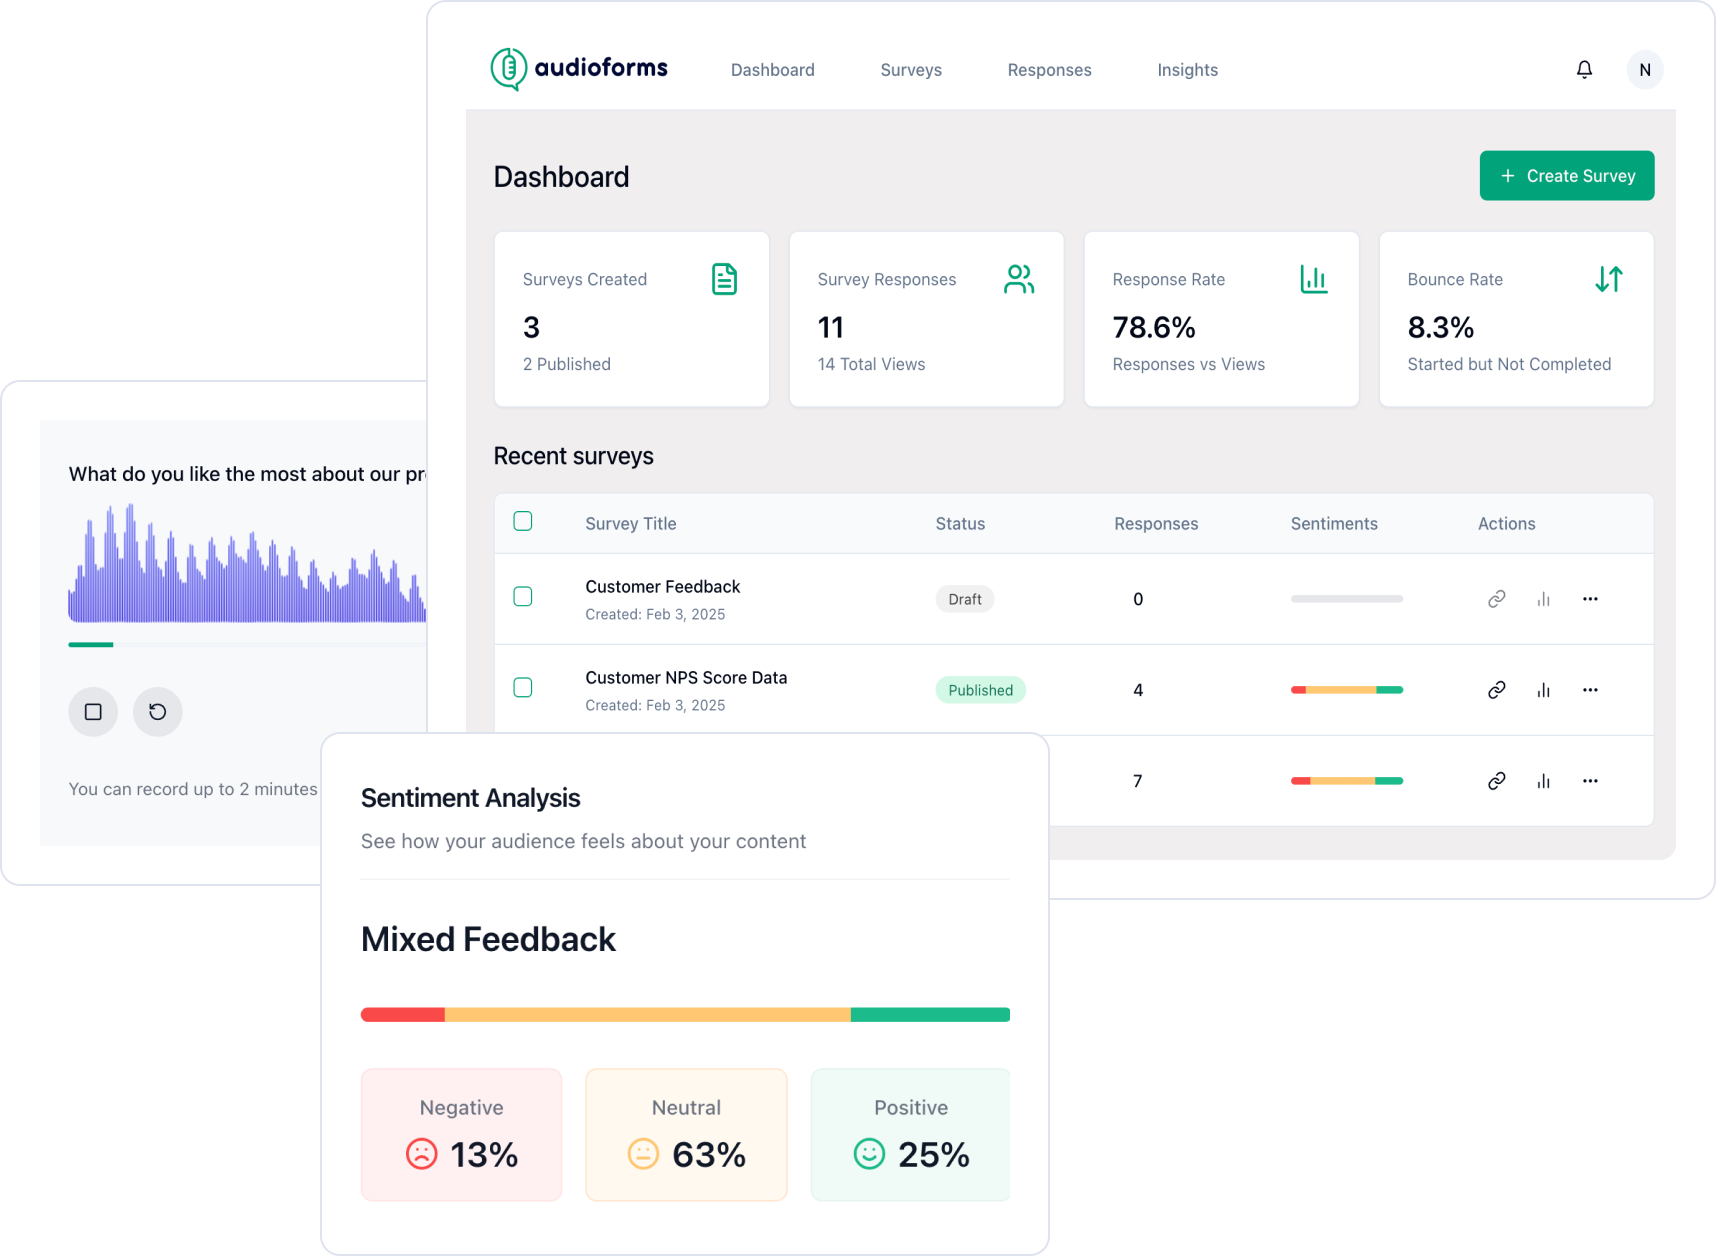 audioforms
Dashboard
Surveys
Responses
Insights
N
Dashboard
+ Create Survey
Surveys Created
3
2 Published
Survey Responses
11
14 Total Views
Response Rate
78.6%
Responses vs Views
Bounce Rate
8.3%
Started but Not Completed
Recent surveys
Survey Title
Status
Responses
Sentiments
Actions
Customer Feedback
Created: Feb 3, 2025
Draft
0
Customer NPS Score Data
Created: Feb 3, 2025
Published
4
7
What do you like the most about our
You can record up to 2 minutes
Sentiment Analysis
See how your audience feels about your content
Mixed Feedback
Negative
13%
Neutral
63%
Positive
25%